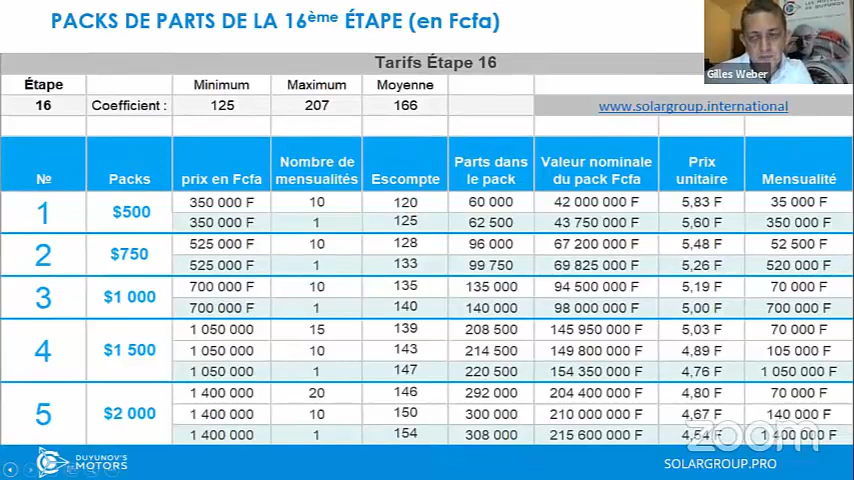 PACKS DE PARTS DE LA 16ème ÉTAPE (en Fcfa)
Gilles Weber
Tarifs Étape 16
Étape Minimum Maximum Moyenne
16 Coefficient : 125 207 166 www.solargroup.international
№ Packs prix en Fcfa Nombre de mensualités Escompte Parts dans le pack Valeur nominale du pack Fcfa Prix unitaire Mensualité
1 $500 350 000 F 10 120 60 000 42 000 000 F 5,83 F 35 000 F
350 000 F 1 125 62 500 43 750 000 F 5,60 F 350 000 F
2 $750 525 000 F 10 128 96 000 67 200 000 F 5,48 F 52 500 F
525 000 F 1 133 99 750 69 825 000 F 5,26 F 520 000 F
3 $1 000 700 000 F 10 135 135 000 94 500 000 F 5,19 F 70 000 F
700 000 F 1 140 140 000 98 000 000 F 5,00 F 700 000 F
4 $1 500 1 050 000 15 139 208 500 145 950 000 F 5,03 F 70 000 F
1 050 000 10 143 214 500 149 800 000 F 4,89 F 105 000 F
1 050 000 1 147 220 500 154 350 000 F 4,76 F 1 050 000 F
5 $2 000 1 400 000 20 146 292 000 204 400 000 F 4,80 F 70 000 F
1 400 000 10 150 300 000 210 000 000 F 4,67 F 140 000 F
1 400 000 1 154 308 000 215 600 000 F 4,54 F 1 400 000 F
zoom
DUYUNOV'S
MOTORS
SOLARGROUP.PRO